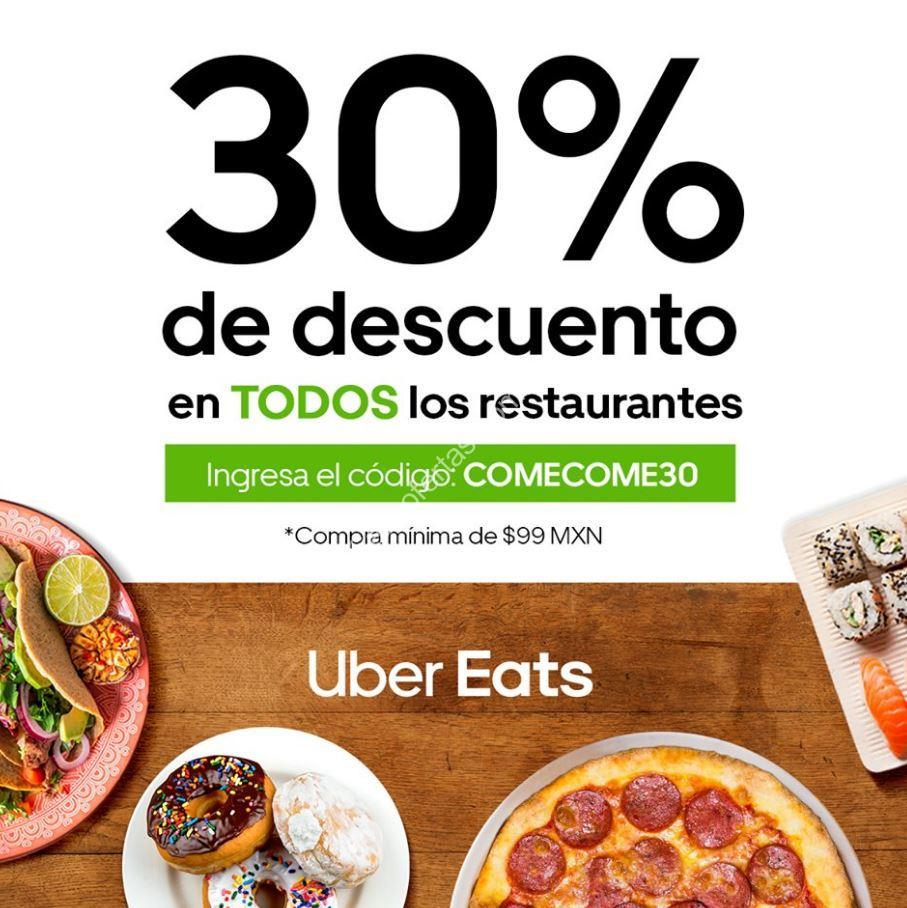 30%
de descuento
en TODOS los restaurantes
Ingresa el código: COMECOME30
*Compra mínima de $99 MXN
Uber Eats